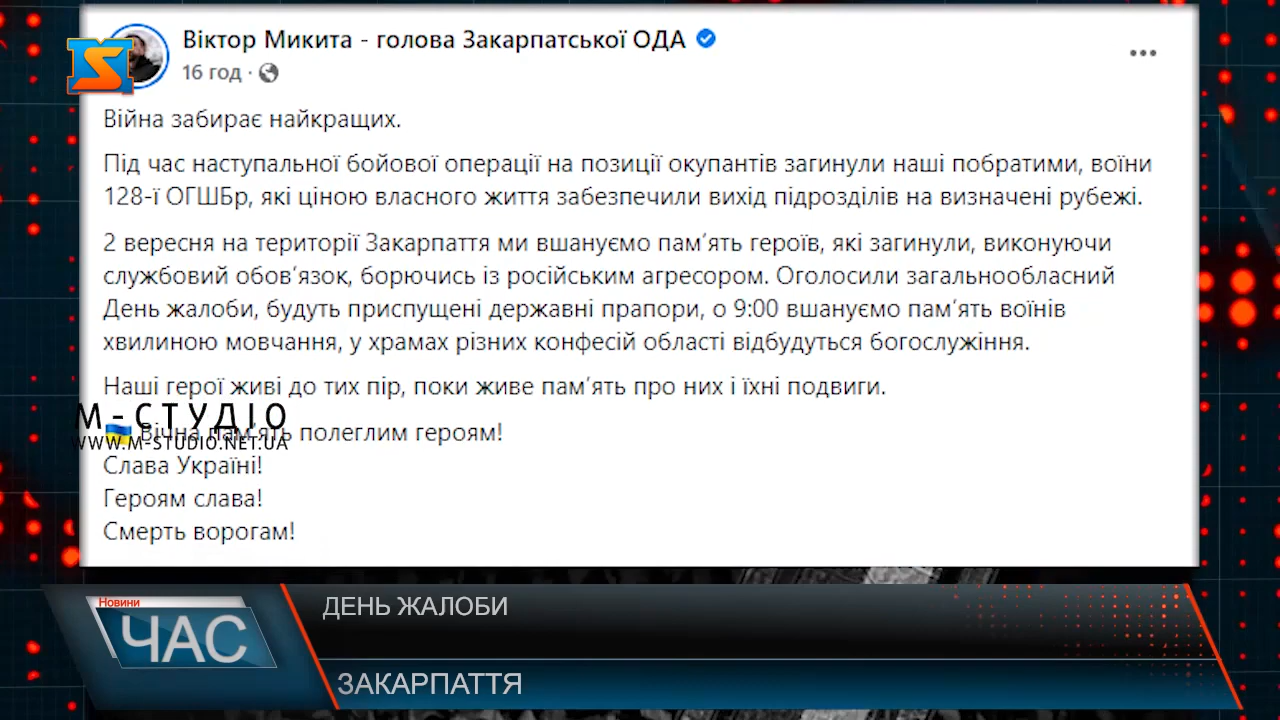 Віктор Микита - голова Закарпатської ОДА
16 год ·
Війна забирає найкращих.
Під час наступальної бойової операції на позиції окупантів загинули наші побратими, воїни
128-ї ОГШБр, які ціною власного життя забезпечили вихід підрозділів на визначені рубежі.
2 вересня на території Закарпаття ми вшануємо пам’ять героїв, які загинули, виконуючи
службовий обов’язок, борючись із російським агресором. Оголосили загальнообласний
День жалоби, будуть приспущені державні прапори, о 9:00 вшануємо пам’ять воїнів
хвилиною мовчання, у храмах різних конфесій області відбудуться богослужіння.
Наші герої живі до тих пір, поки живе пам’ять про них і їхні подвиги.
М-СТУДІО
Вічна пам’ять полеглим героям!
WWW.M-STUDIO.NET.UA
Слава Україні!
Героям слава!
Смерть ворогам!
Новини
ЧАС
ДЕНЬ ЖАЛОБИ
ЗАКАРПАТТЯ